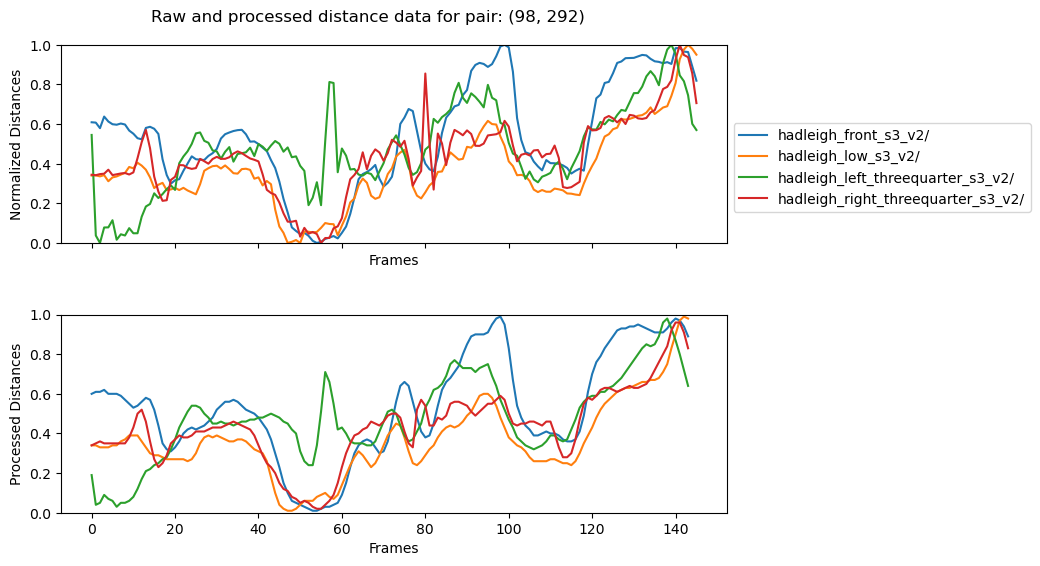 Raw and processed distance data for pair: (98, 292)
Normalized Distances
1.0
0.8
0.6
0.4
0.2
0.0
Frames
hadleigh_front_s3_v2/
hadleigh_low_s3_v2/
hadleigh_left_threequarter_s3_v2/
hadleigh_right_threequarter_s3_v2/
Processed Distances
1.0
0.8
0.6
0.4
0.2
0.0
0 20 40 60 80 100 120 140
Frames